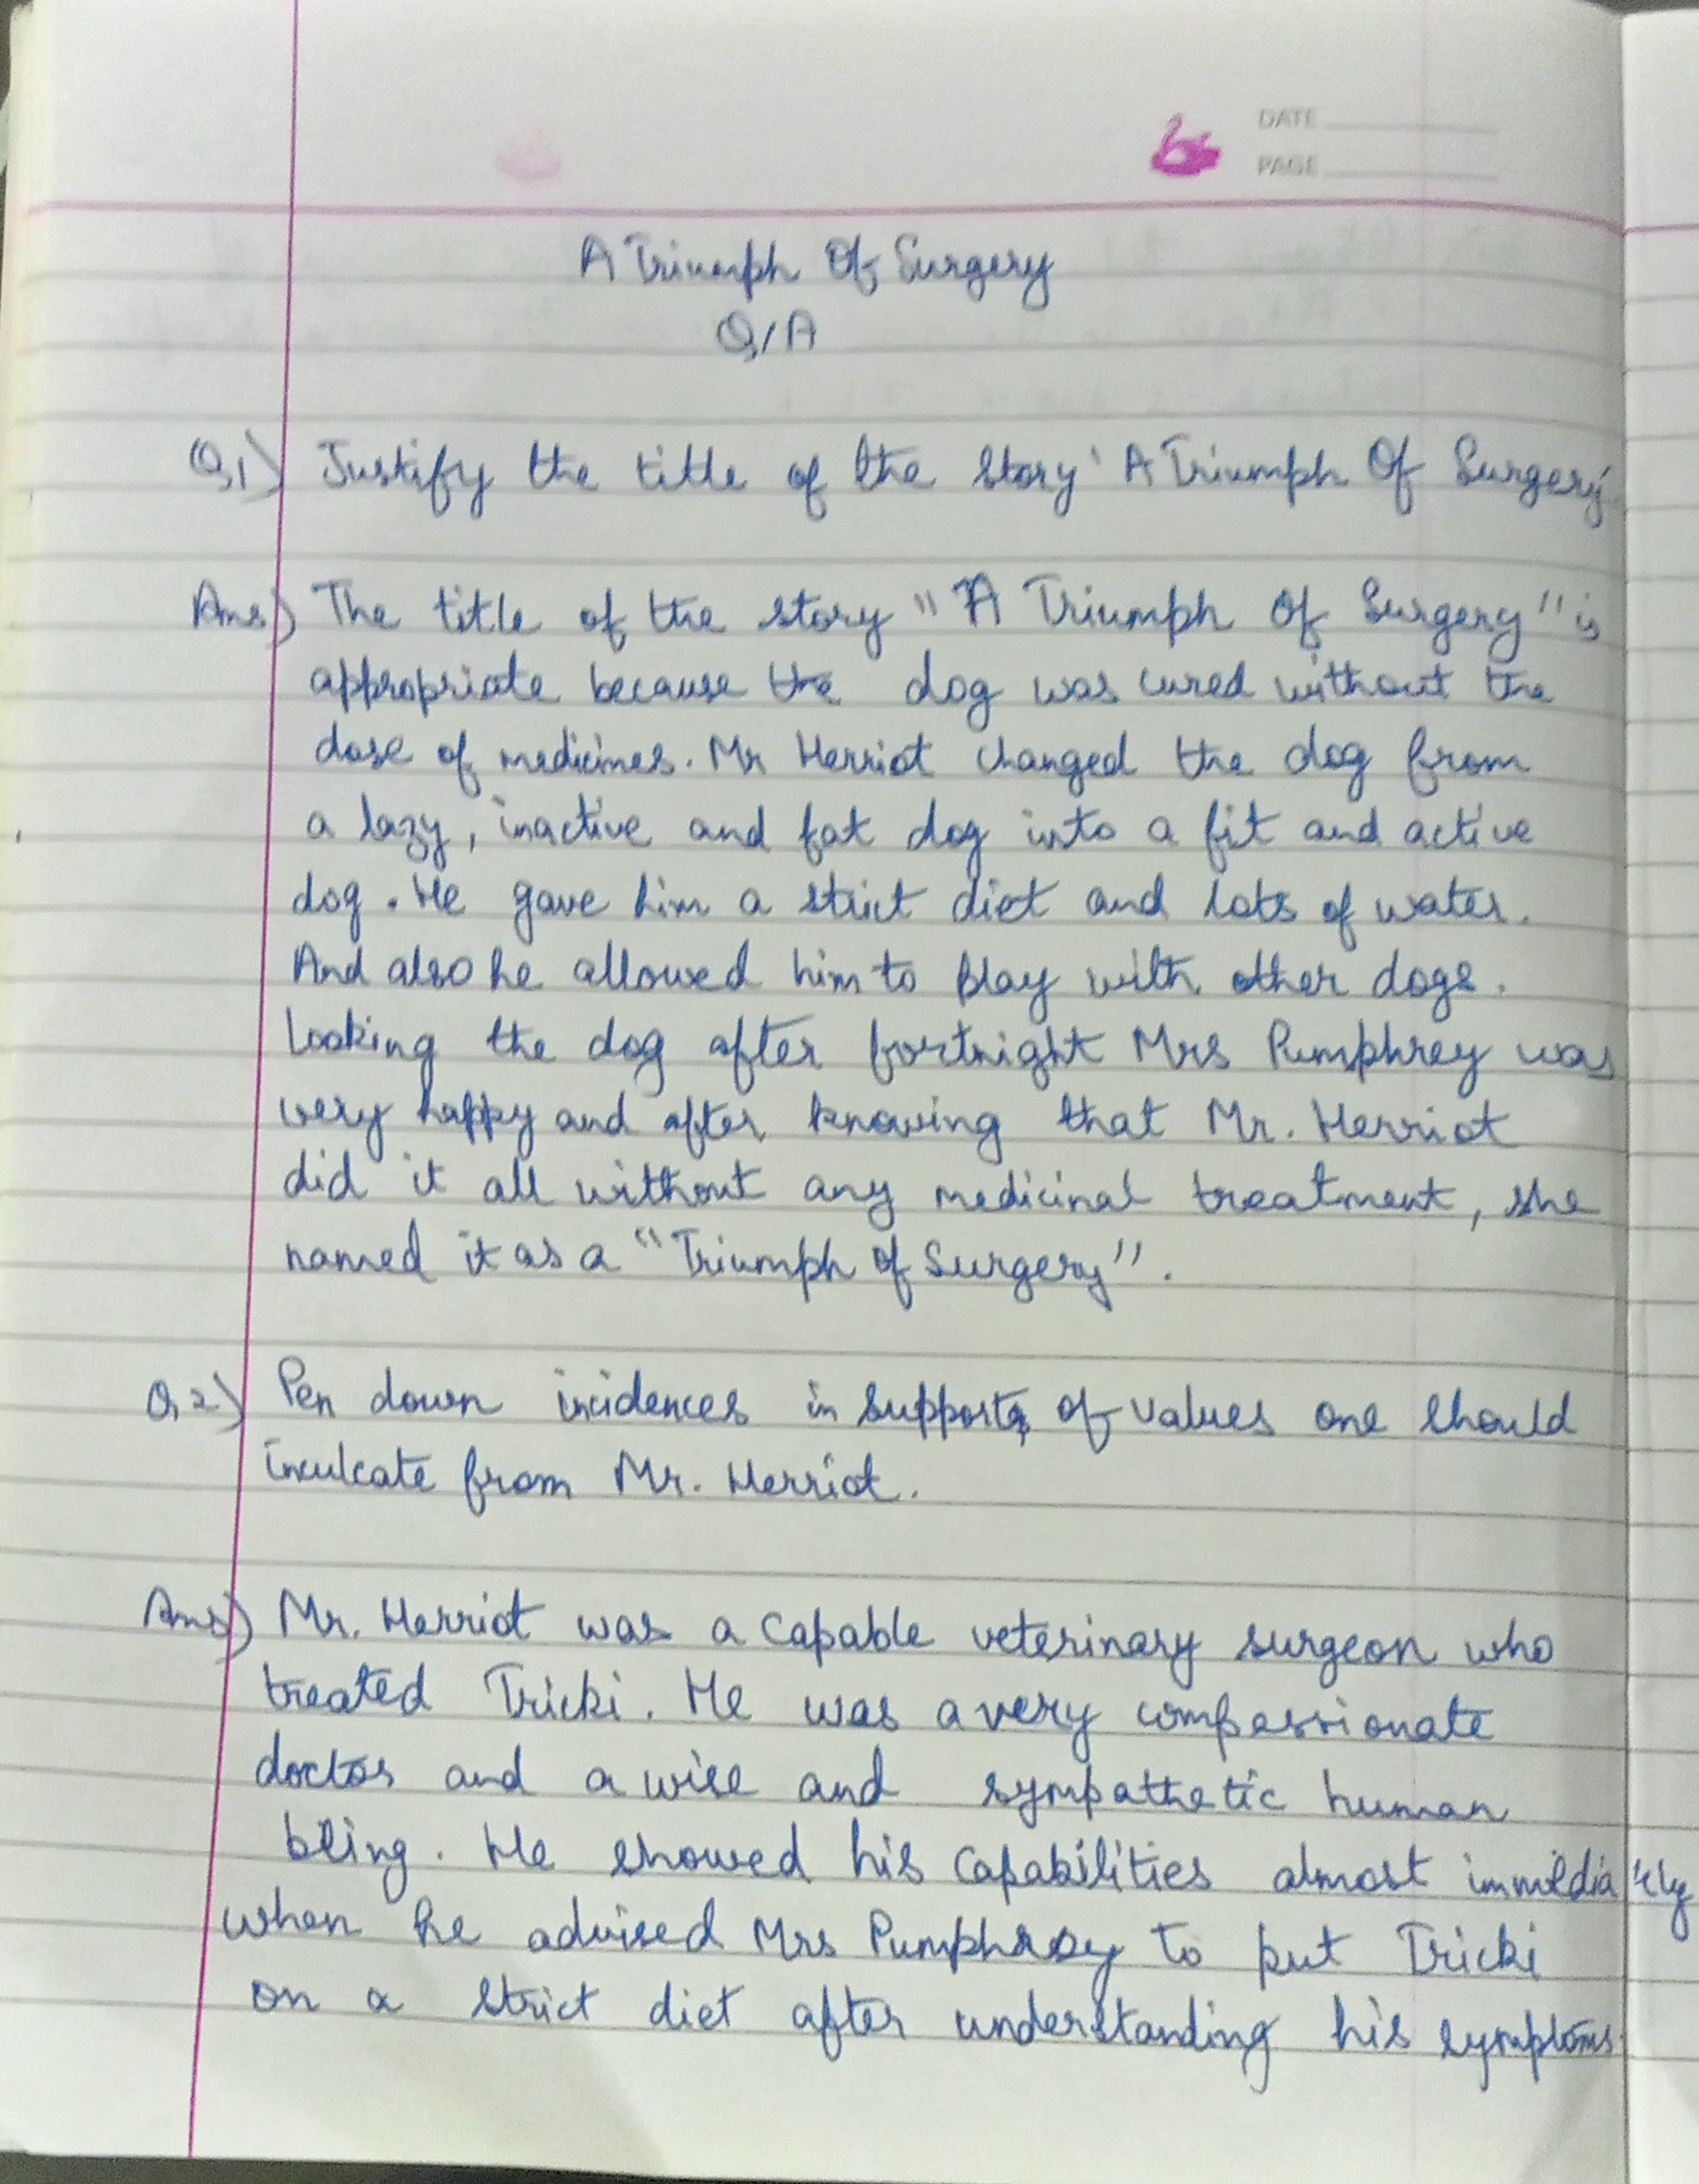 DATE
PAGE
A Triumph Of Surgery
Q/A
Q1) Justify the title of the story 'A Triumph Of Surgery'
Ans) The title of the story "A Triumph Of Surgery" is
appropriate because the dog was cured without the
dose of medicines. Mr Herriot changed the dog from
a lazy, inactive and fat dog into a fit and active
dog. He gave him a strict diet and lots of water.
And also he allowed him to play with other dogs.
Looking the dog after fortnight Mrs Pumphrey was
very happy and after knowing that Mr. Herriot
did it all without any medicinal treatment, she
named it as a "Triumph of Surgery".
Q2) Pen down incidences in support of values one should
inculcate from Mr. Herriot.
Ans) Mr. Herriot was a capable veterinary surgeon who
treated Tricki. He was a very compassionate
doctor and a wise and sympathetic human
being. He showed his capabilities almost immediately
when he advised Mrs Pumphrey to put Tricki
on a strict diet after understanding his symptoms